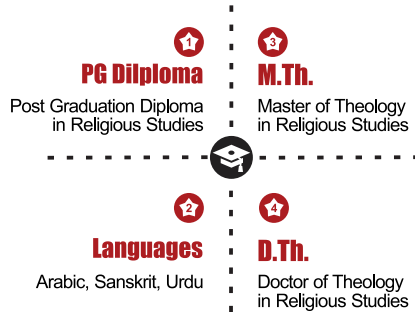 1
PG Dilploma
Post Graduation Diploma
in Religious Studies
2
Languages
Arabic, Sanskrit, Urdu
3
M.Th.
Master of Theology
in Religious Studies
4
D.Th.
Doctor of Theology
in Religious Studies